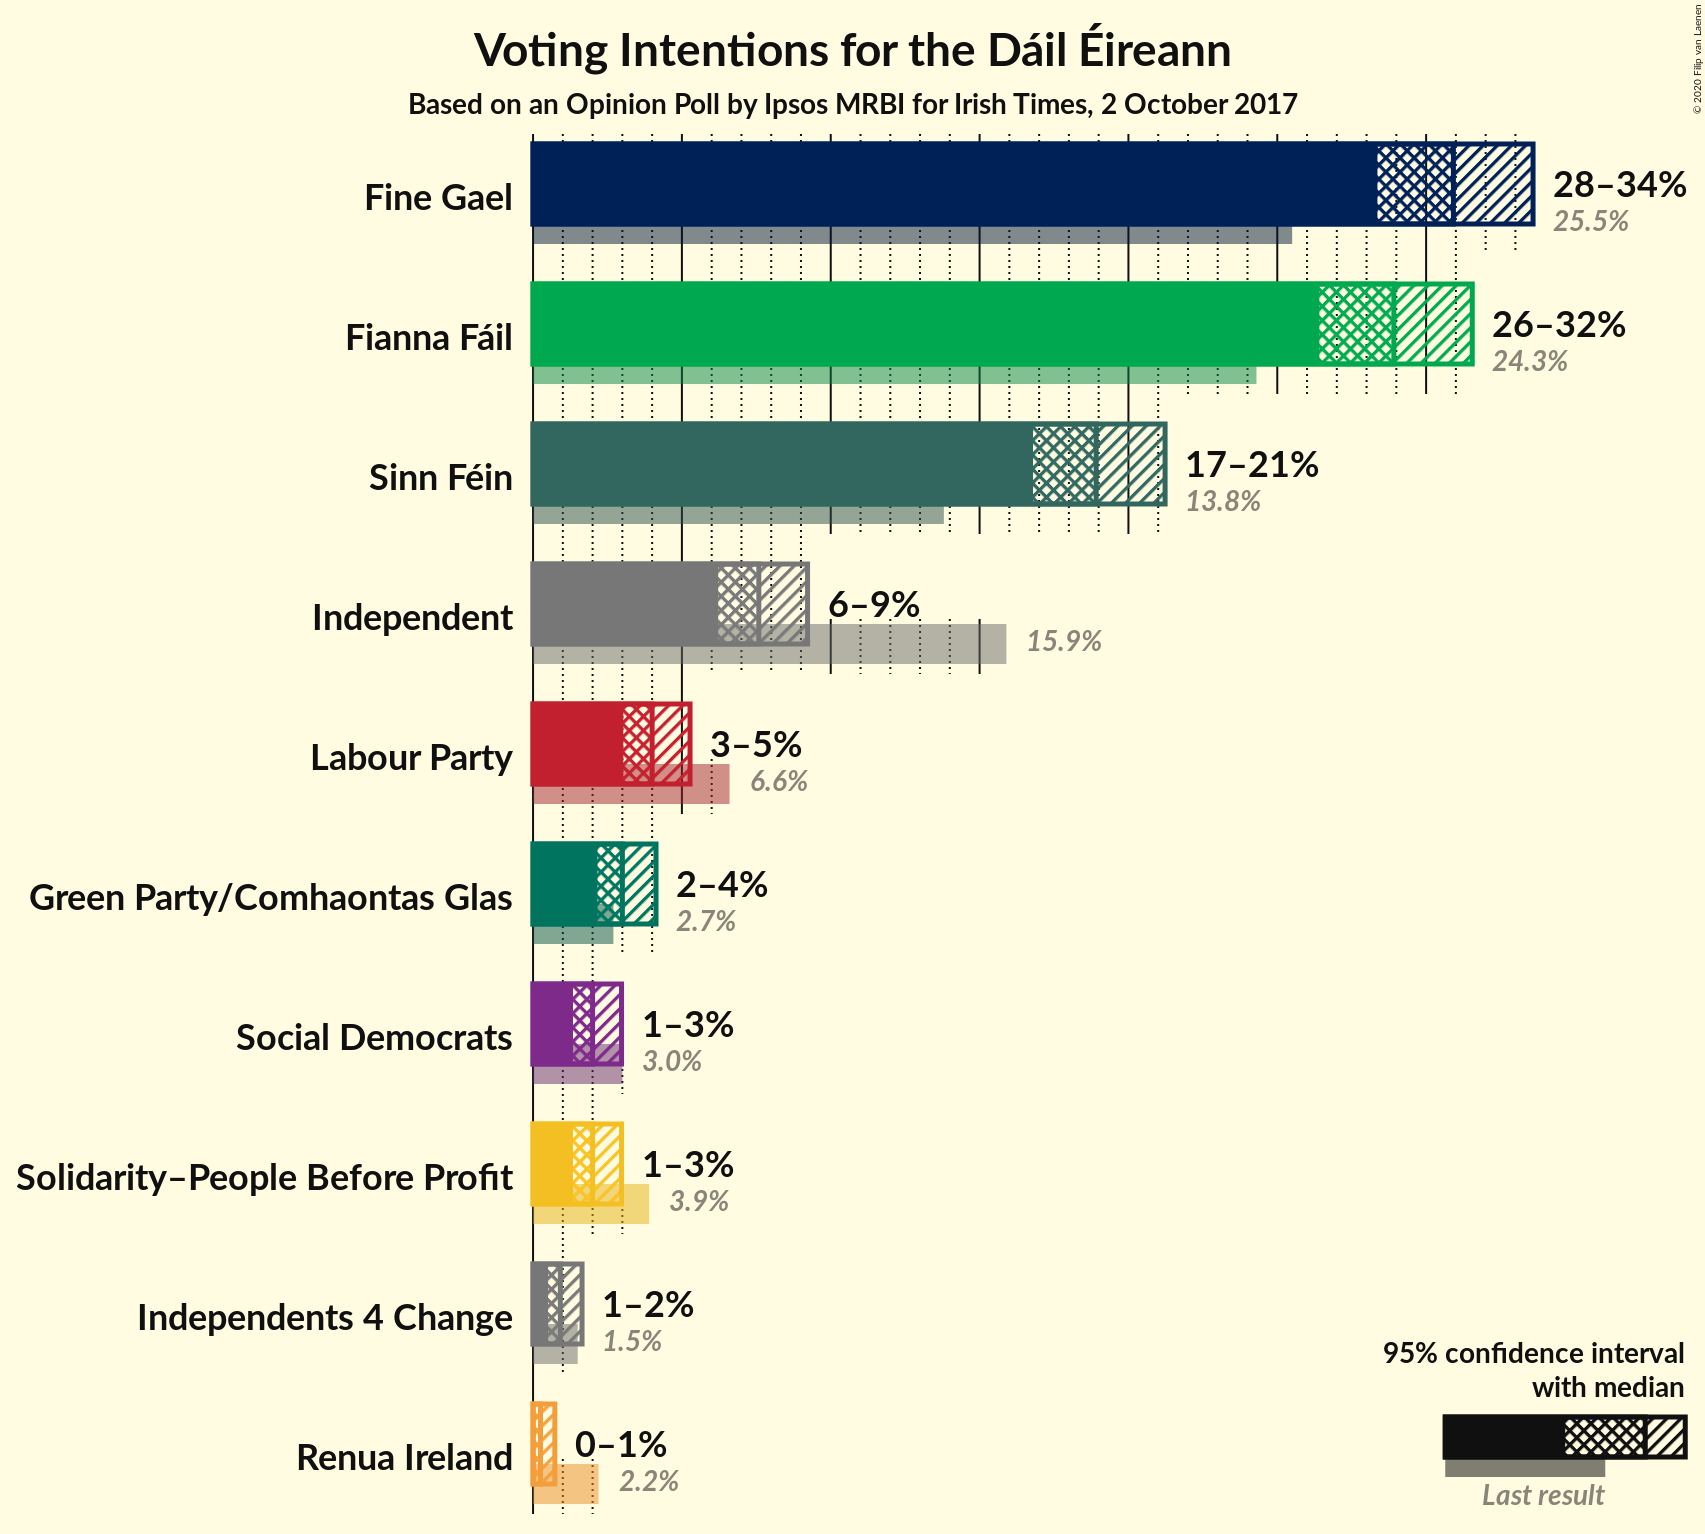 Voting Intentions for the Dáil Éireann
Based on an Opinion Poll by Ipsos MRBI for Irish Times, 2 October 2017
© 2020 Filip van Laenen
Fine Gael
28–34%
25.5%
Fianna Fáil
26–32%
24.3%
Sinn Féin
17–21%
13.8%
Independent
6–9%
15.9%
Labour Party
3–5%
6.6%
Green Party/Comhaontas Glas
2–4%
2.7%
Social Democrats
1–3%
3.0%
Solidarity–People Before Profit
1–3%
3.9%
Independents 4 Change
1–2%
1.5%
Renua Ireland
0–1%
2.2%
95% confidence interval
with median
Last result